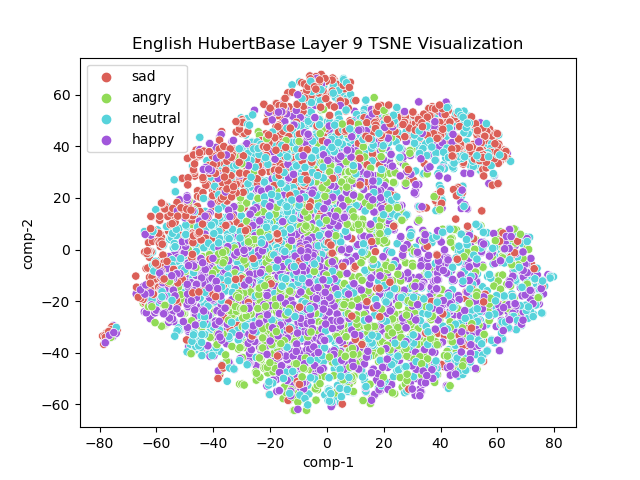 English HubertBase Layer 9 TSNE Visualization
sad
angry
neutral
happy
60
40
20
0
−20
−40
−60
comp-2
−80
−60
−40
−20
0
20
40
60
80
comp-1